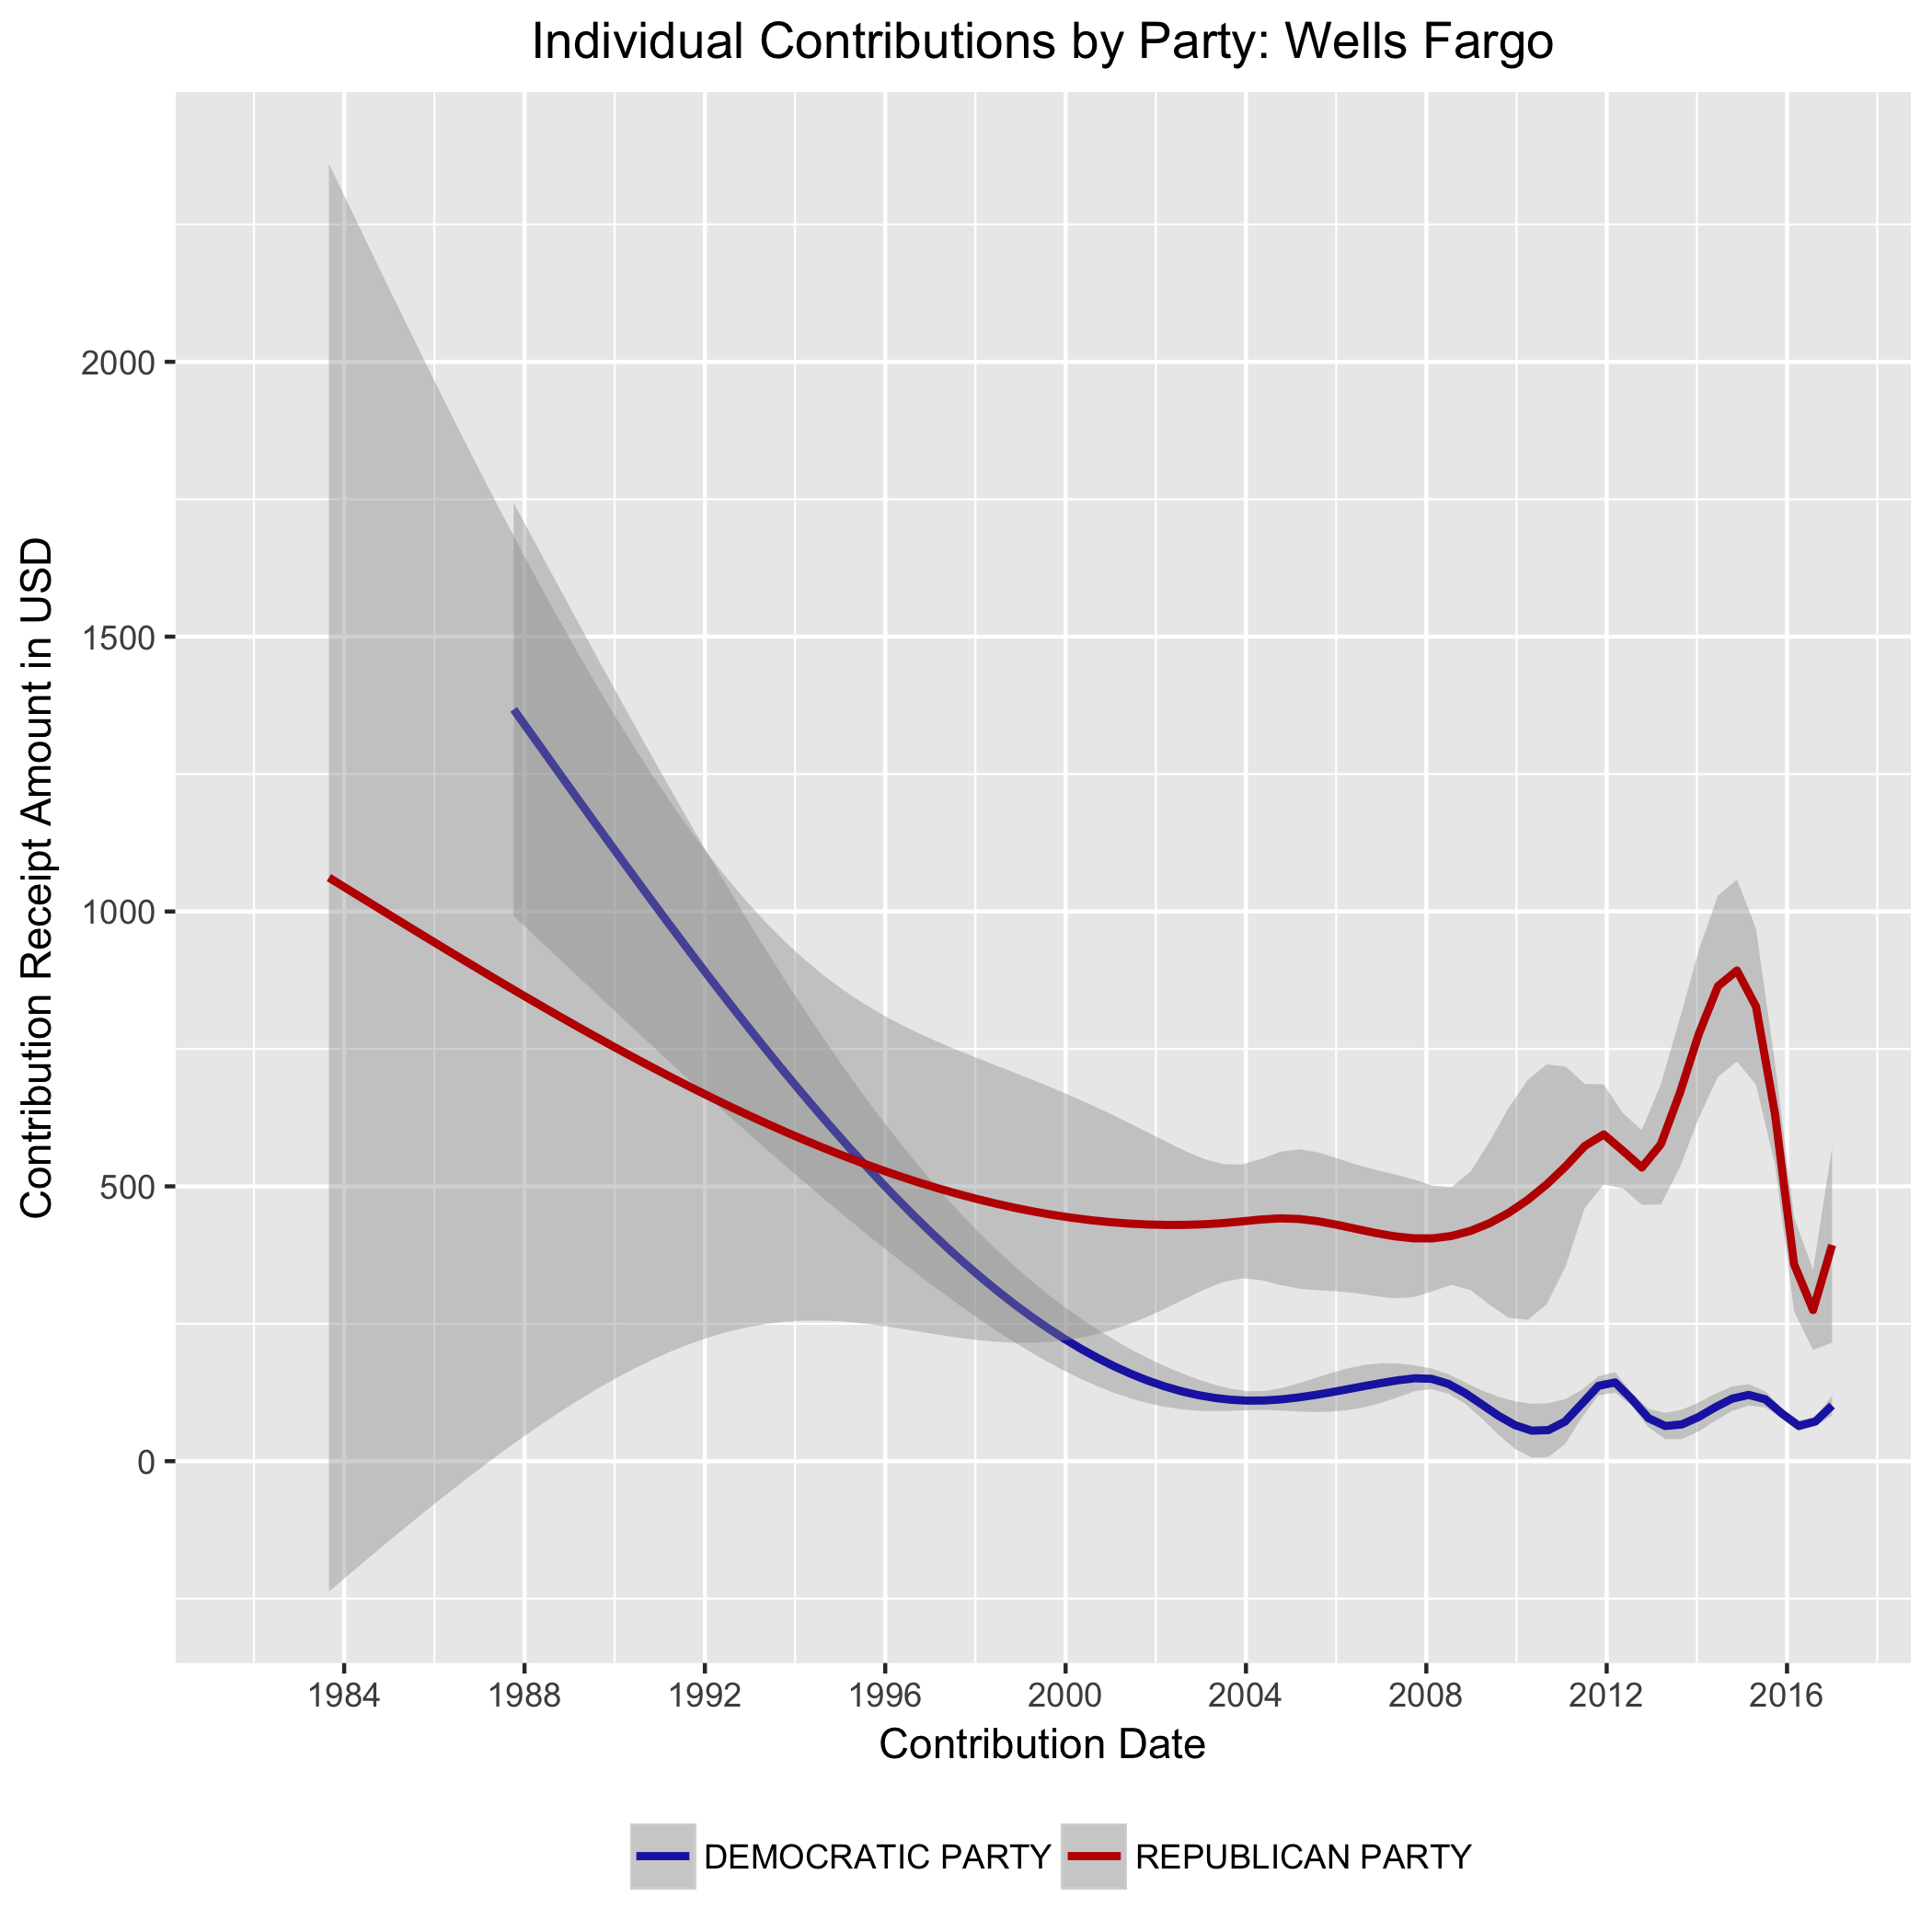 Individual Contributions by Party: Wells Fargo
Contribution Receipt Amount in USD
2000
1500
1000
500
0
1984 1988 1992 1996 2000 2004 2008 2012 2016
Contribution Date
DEMOCRATIC PARTY REPUBLICAN PARTY